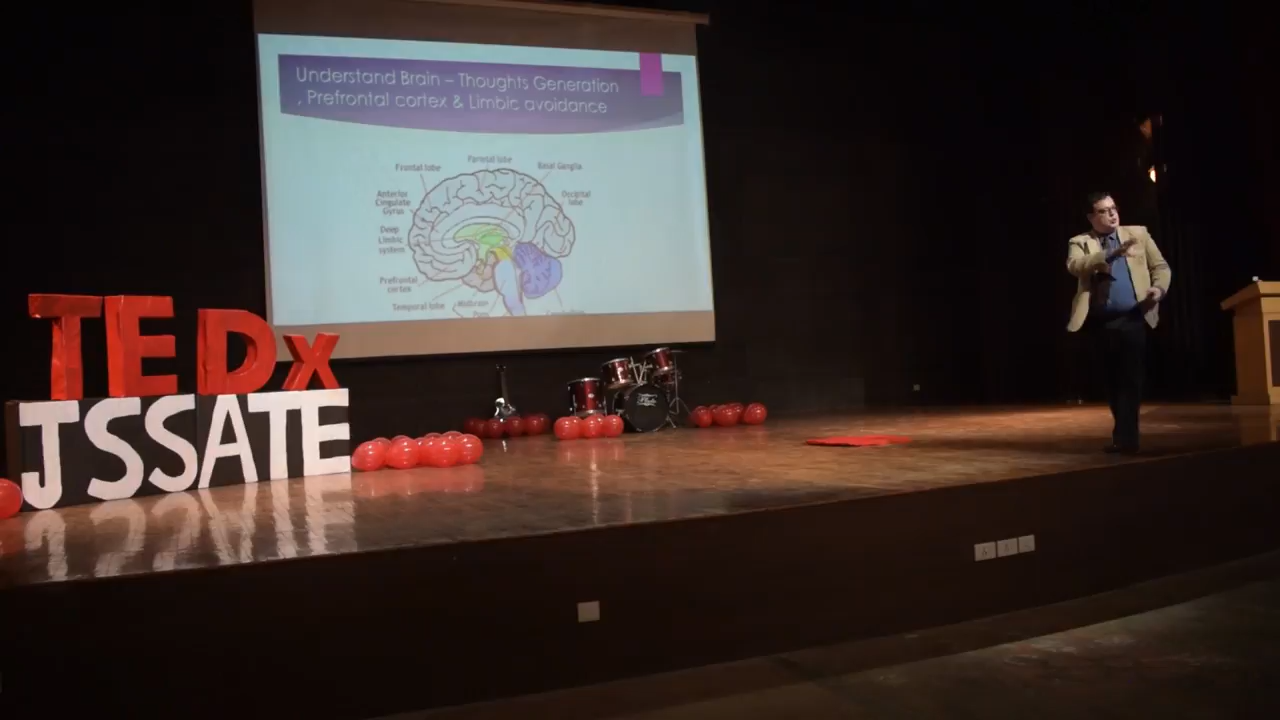 Understand Brain – Thoughts Generation
, Prefrontal cortex & Limbic avoidance
Parietal lobe
Frontal lobe
Basal Ganglia
Anterior
Cingulate
Gyrus
Occipital
lobe
Deep
Limbic
system
Prefrontal
cortex
Temporal lobe
Midbrain
TEDx
JSSATE